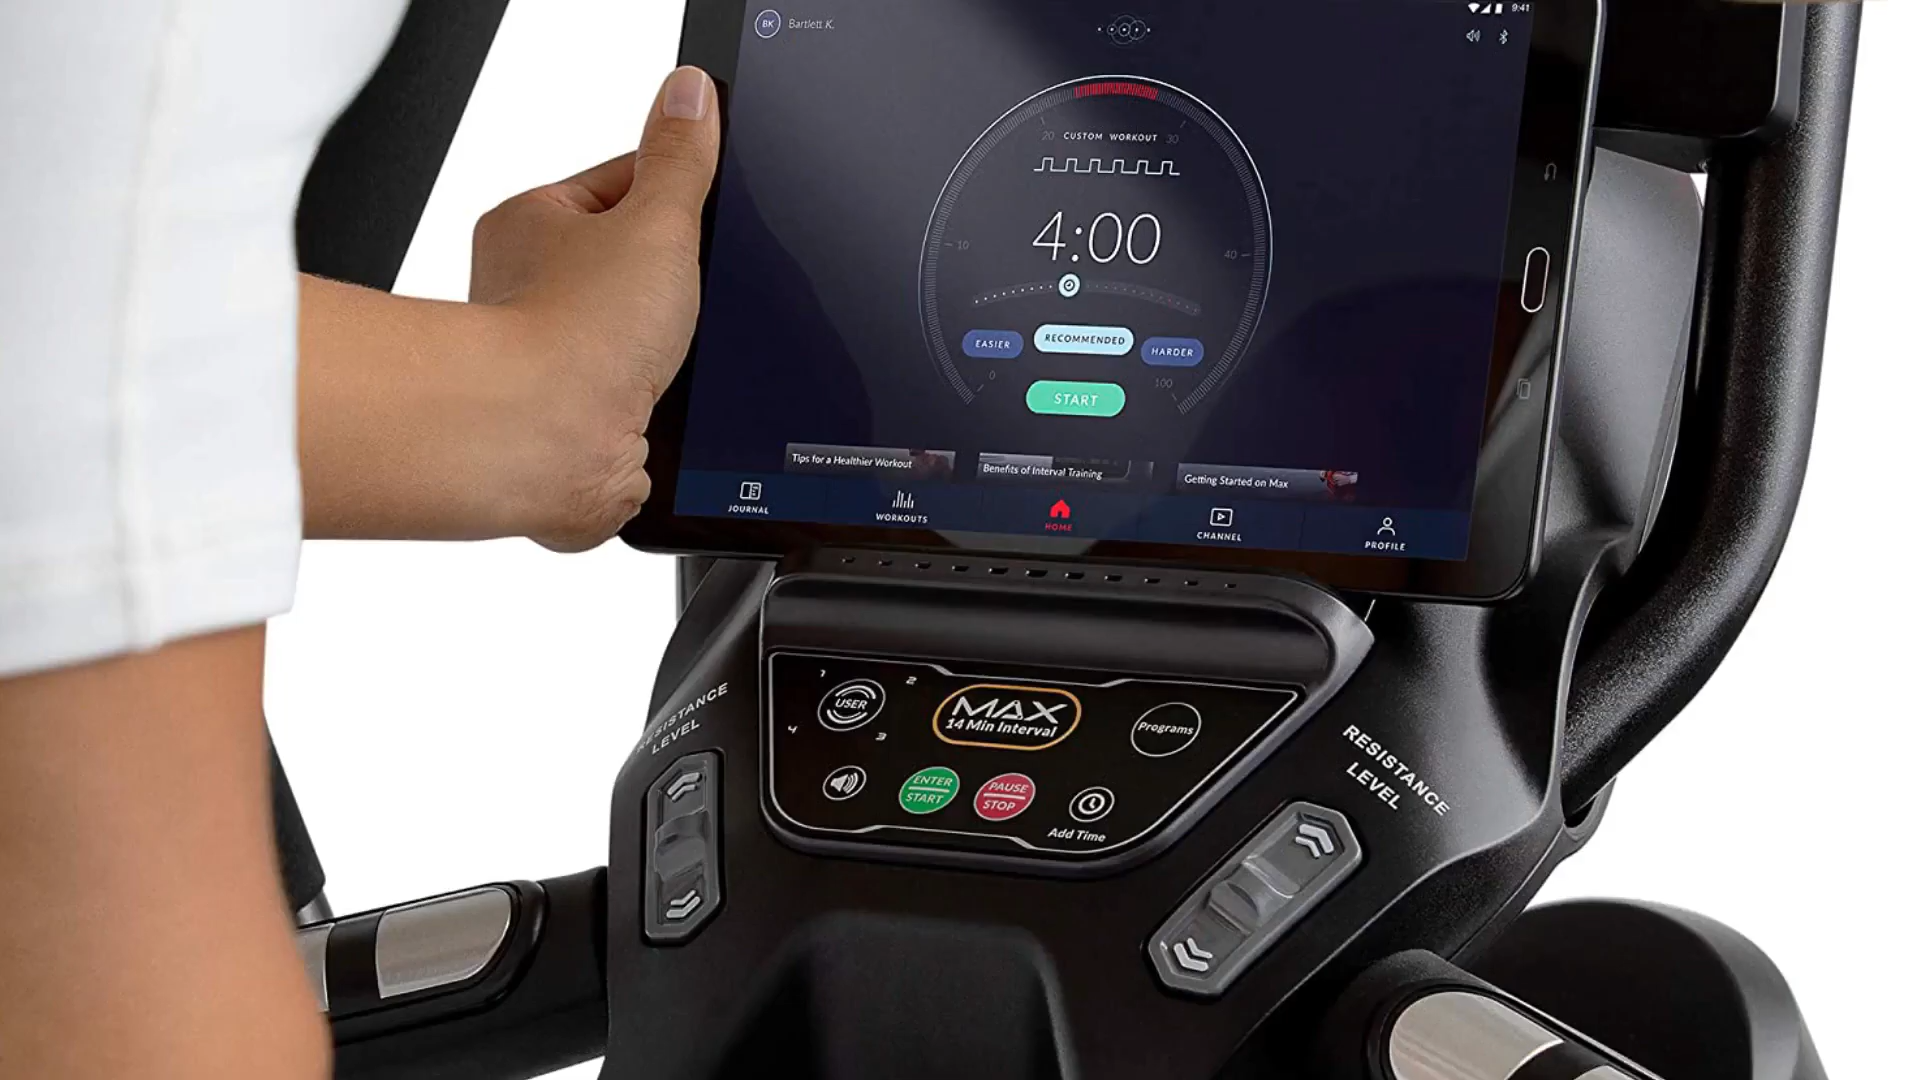 BK
Bartlett K.
9:41
20
CUSTOM WORKOUT
30
4:00
10
40
EASIER
RECOMMENDED
HARDER
0
100
START
Tips for a Healthier Workout
Benefits of Interval Training
Getting Started on Max
JOURNAL
WORKOUTS
HOME
CHANNEL
PROFILE
RESISTANCE
LEVEL
1
2
USER
4
3
MAX
14 Min Interval
Programs
ENTER
START
PAUSE
STOP
Add Time
RESISTANCE
LEVEL